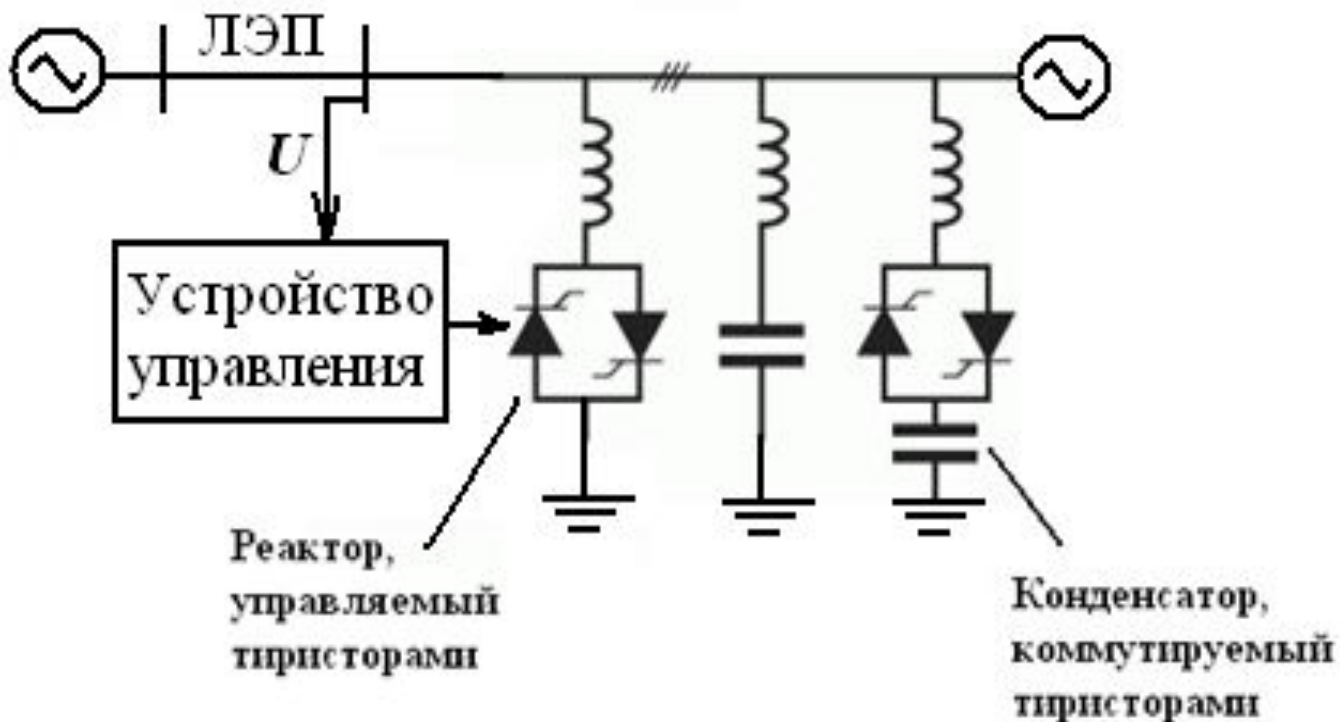 ЛЭП
U
Устройство
управления
Реактор,
управляемый
тиристорами
Конденсатор,
коммутируемый
тиристорами